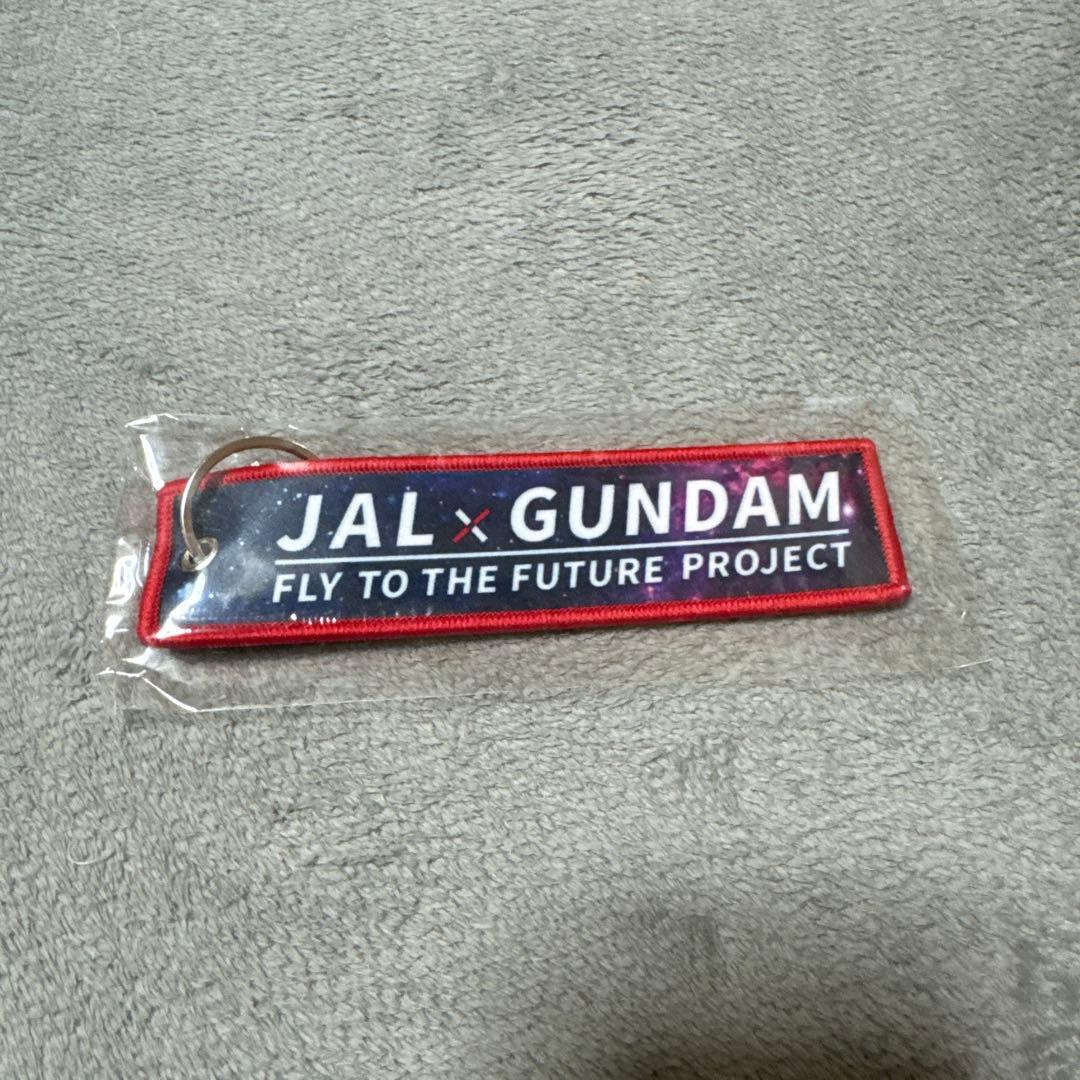 JAL × GUNDAM
FLY TO THE FUTURE PROJECT